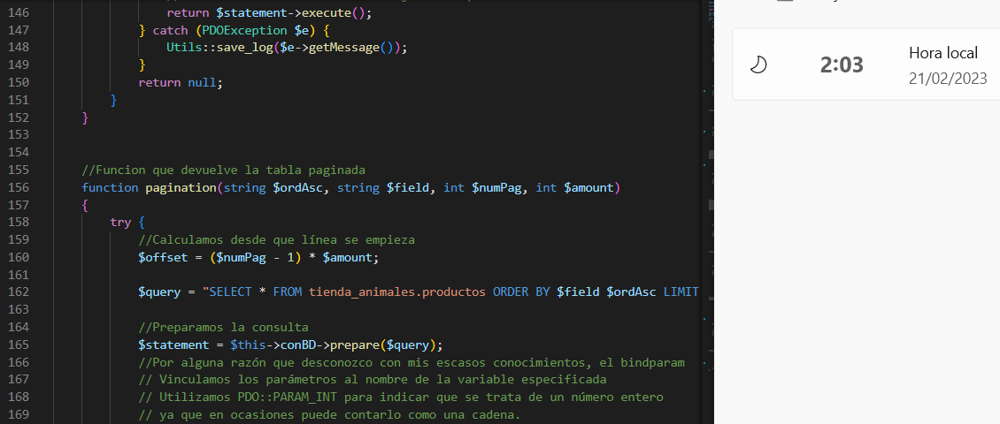 146 return $statement->execute();
147 } catch (PDOException $e) {
148 Utils::save_log($e->getMessage());
149 }
150 return null;
151 }
152 }
153
154
155 //Funcion que devuelve la tabla paginada
156 function pagination(string $ordAsc, string $field, int $numPag, int $amount)
157 {
158 try {
159 //Calculamos desde que línea se empieza
160 $offset = ($numPag - 1) * $amount;
161
162 $query = "SELECT * FROM tienda_animales.productos ORDER BY $field $ordAsc LIMIT
163
164 //Preparamos la consulta
165 $statement = $this->conBD->prepare($query);
166 //Por alguna razón que desconozco con mis escasos conocimientos, el bindparam
167 // Vinculamos los parámetros al nombre de la variable especificada
168 // Utilizamos PDO::PARAM_INT para indicar que se trata de un número entero
169 // ya que en ocasiones puede contarlo como una cadena.
2:03
Hora local
21/02/2023